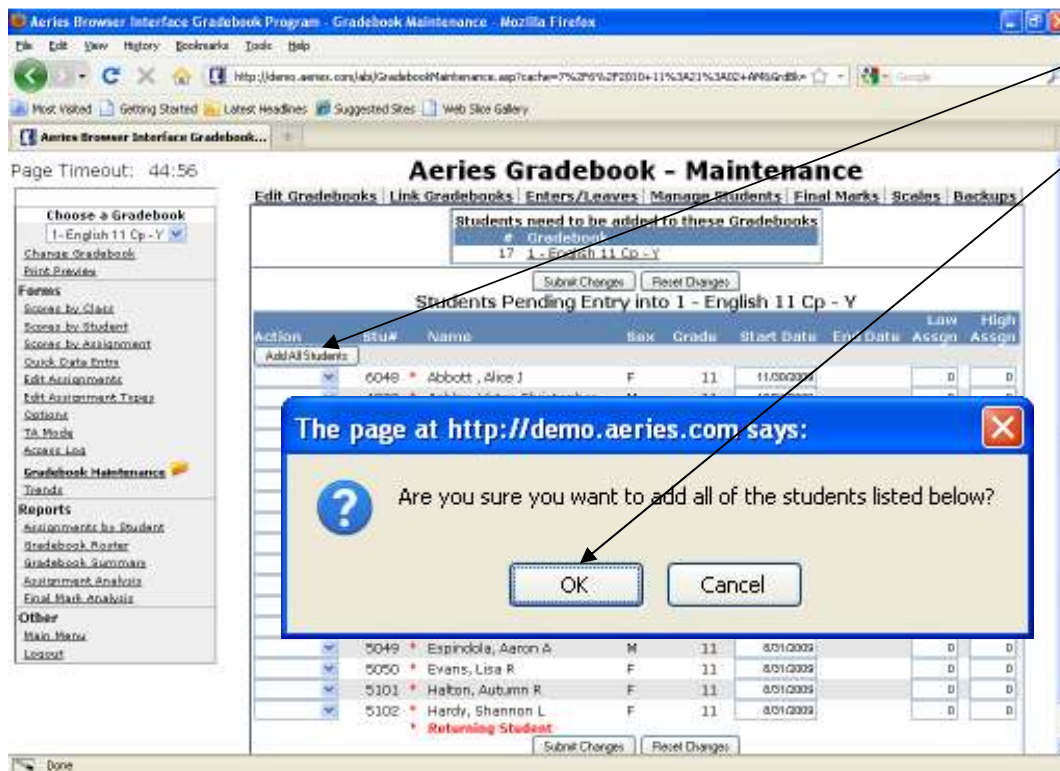 Aeries Browser Interface Gradebook Program - Gradebook Maintenance - Mozilla Firefox
File Edit View History Bookmarks Tools Help
Google
Most Visited Getting Started Latest Headlines Suggested Sites Web Slice Gallery
Aeries Browser Interface Gradebook...
Page Timeout: 44:56
Aeries Gradebook - Maintenance
Edit Gradebooks Link Gradebooks Enters/Leaves Manage Students Final Marks Scales Backups
Choose a Gradebook
1- English 11 Cp - Y
Change Gradebook
Print Preview
Forms
Scores by Class
Scores by Student
Scores by Assignment
Quick Data Entry
Edit Assignments
Edit Assignment Types
Options
TA Mode
Access Log
Gradebook Maintenance
Trends
Reports
Assignments by Student
Gradebook Roster
Gradebook Summary
Assignment Analysis
Final Mark Analysis
Other
Main Menu
Logout
Students need to be added to these Gradebooks
# Gradebook
17 1 - English 11 Cp - Y
Submit Changes Reset Changes
Students Pending Entry into 1 - English 11 Cp - Y
Action Stu# Name Sex Grade Start Date End Date Low Assgn High Assgn
Add All Students
6048 * Abbott , Alice J F 11 11/30/2009 0 0
The page at http://demo.aeries.com says:
Are you sure you want to add all of the students listed below?
OK Cancel
5049 * Espindola, Aaron A M 11 8/31/2009 0 0
5050 * Evans, Lisa R F 11 8/31/2009 0 0
5101 * Halton, Autumn R F 11 8/31/2009 0 0
5102 * Hardy, Shannon L F 11 8/31/2009 0 0
* Returning Student
Submit Changes Reset Changes
Done